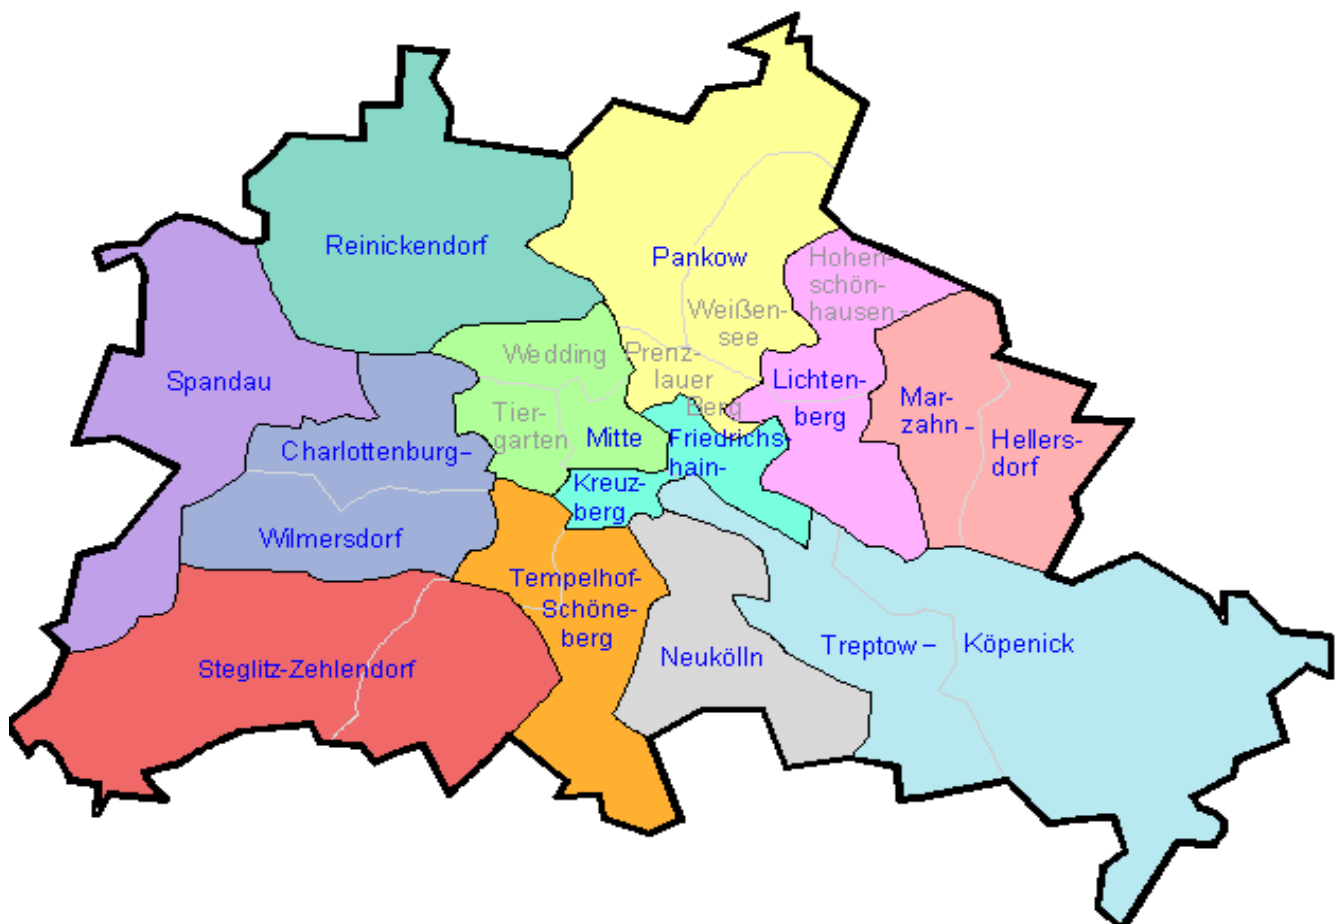 Reinickendorf
Pankow
Hohen-
schön-
hausen-
Weißen-
see
Wedding
Prenz-
lauer
Berg
Spandau
Lichten-
berg
Mar-
zahn -
Hellers-
dorf
Tier-
garten
Mitte
Friedrichs-
hain-
Charlottenburg-
Kreuz-
berg
Wilmersdorf
Tempelhof-
Schöne-
berg
Steglitz-Zehlendorf
Neukölln
Treptow –
Köpenick